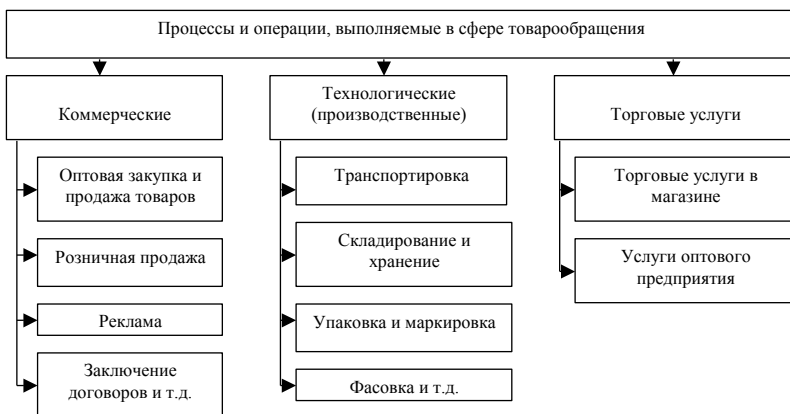 Процессы и операции, выполняемые в сфере товарообращения
Коммерческие
Оптовая закупка и
продажа товаров
Розничная продажа
Реклама
Заключение
договоров и т.д.
Технологические
(производственные)
Транспортировка
Складирование и
хранение
Упаковка и маркировка
Фасовка и т.д.
Торговые услуги
Торговые услуги в
магазине
Услуги оптового
предприятия